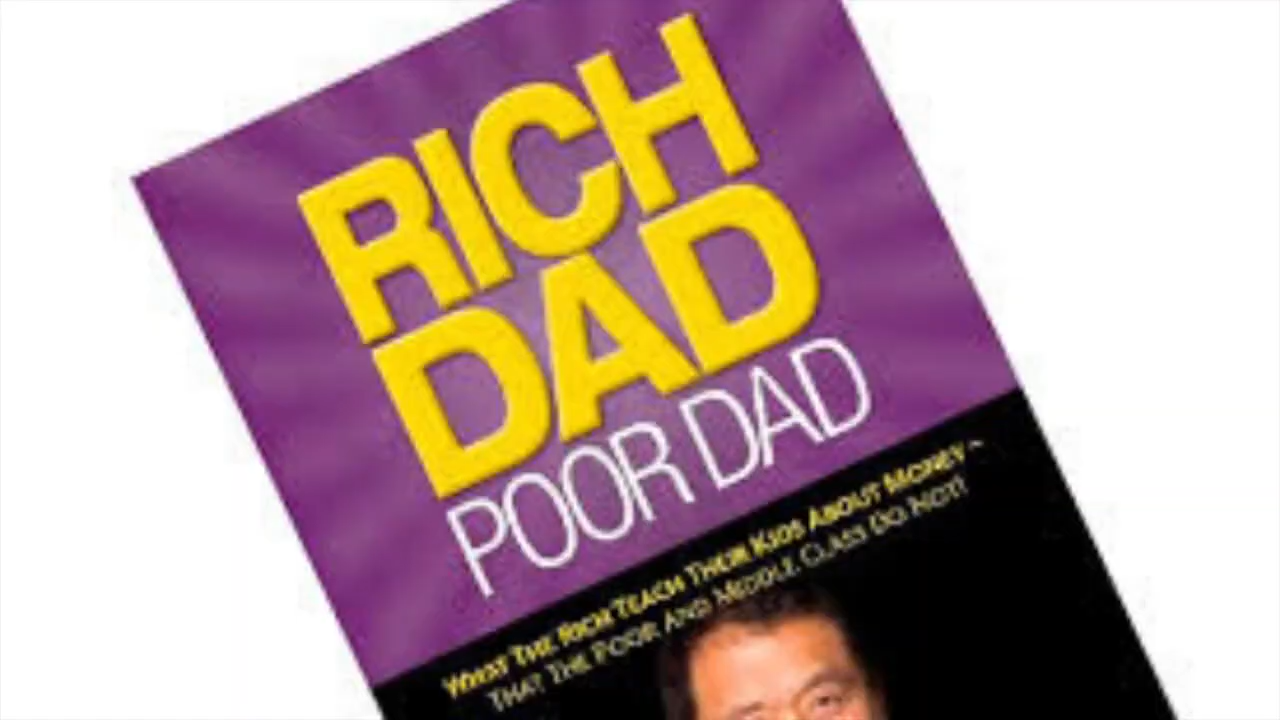 RICH
DAD
POOR DAD
WHAT THE RICH TEACH THEIR KIDS ABOUT MONEY~
THAT THE POOR AND MIDDLE CLASS DO NOT!